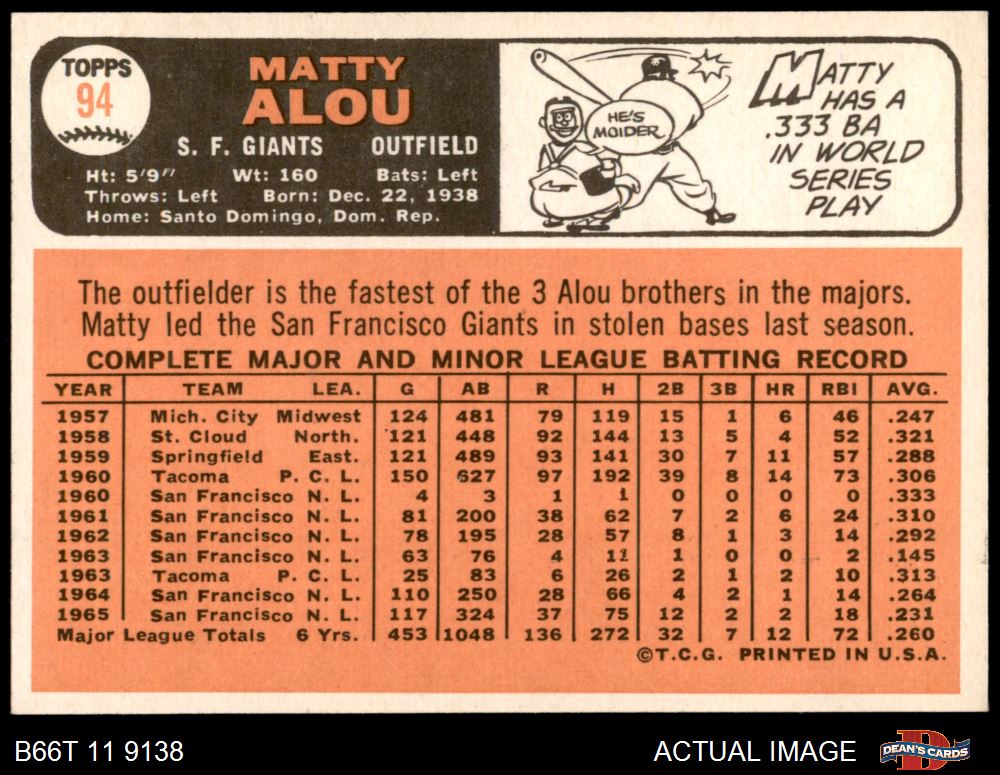 TOPPS
94
MATTY
ALOU
S. F. GIANTS OUTFIELD
Ht: 5'9" Wt: 160 Bats: Left
Throws: Left Born: Dec. 22, 1938
Home: Santo Domingo, Dom. Rep.
HE'S
MOIDER
MATTY
HAS A
.333 BA
IN WORLD
SERIES
PLAY
The outfielder is the fastest of the 3 Alou brothers in the majors.
Matty led the San Francisco Giants in stolen bases last season.
COMPLETE MAJOR AND MINOR LEAGUE BATTING RECORD
YEAR TEAM LEA. G AB R H 2B 3B HR RBI AVG.
1957 Mich. City Midwest 124 481 79 119 15 1 6 46 .247
1958 St. Cloud North. 121 448 92 144 13 5 4 52 .321
1959 Springfield East. 121 489 93 141 30 7 11 57 .288
1960 Tacoma P. C. L. 150 627 97 192 39 8 14 73 .306
1960 San Francisco N. L. 4 3 1 1 0 0 0 0 .333
1961 San Francisco N. L. 81 200 38 62 7 2 6 24 .310
1962 San Francisco N. L. 78 195 28 57 8 1 3 14 .292
1963 San Francisco N. L. 63 76 4 11 1 0 0 2 .145
1963 Tacoma P. C. L. 25 83 6 26 2 1 2 10 .313
1964 San Francisco N. L. 110 250 28 66 4 2 1 14 .264
1965 San Francisco N. L. 117 324 37 75 12 2 2 18 .231
Major League Totals 6 Yrs. 453 1048 136 272 32 7 12 72 .260
©T.C.G. PRINTED IN U.S.A.
B66T 11 9138 ACTUAL IMAGE DEAN'S CARDS